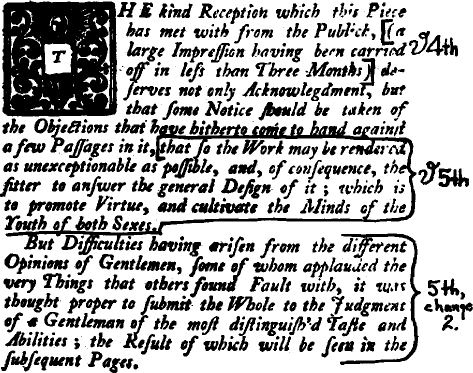 THE kind Reception which this Piece
has met with from the Publick, [(a
large Impreſſion having been carried
off in leſs than Three Months)] de-
ſerves not only Acknowlegdment, but
that ſome Notice ſhould be taken of
the Objections that have hitherto come to hand againſt
a few Paſſages in it, [that ſo the Work may be rendered
as unexceptionable as poſſible, and, of conſequence, the
fitter to anſwer the general Deſign of it; which is
to promote Virtue, and cultivate the Minds of the
Youth of both Sexes.
But Difficulties having ariſen from the different
Opinions of Gentlemen, ſome of whom applauded the
very Things that others found Fault with, it was
thought proper to ſubmit the Whole to the Judgment
of a Gentleman of the moſt diſtinguiſh'd Taſte and
Abilities; the Reſult of which will be ſeen in the
ſubſequent Pages.
4th
5th
5th,
change
2.